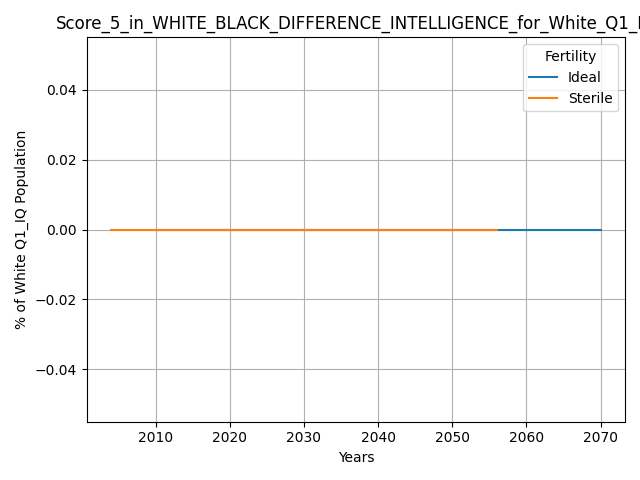 Score_5_in_WHITE_BLACK_DIFFERENCE_INTELLIGENCE_for_White_Q1_I
Fertility
Ideal
Sterile
0.04
0.02
0.00
−0.02
−0.04
% of White Q1_IQ Population
2010 2020 2030 2040 2050 2060 2070
Years